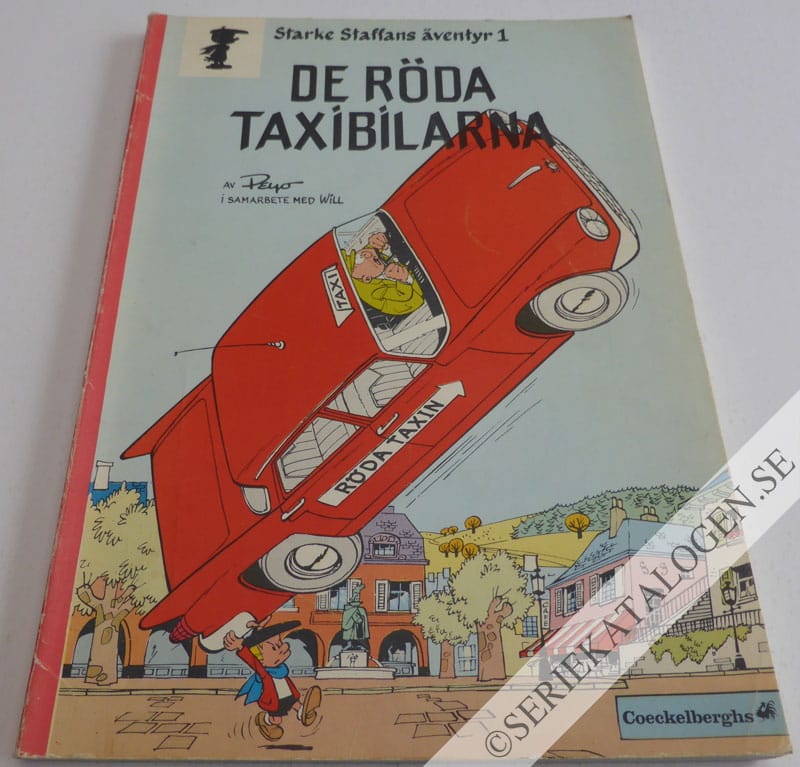 Starke Staffans äventyr 1
DE RÖDA
TAXIBILARNA
AV Peyo
I SAMARBETE MED WILL
TAXI
RÖDA TAXIN
Coeckelberghs
©SERIEKATALOGEN.SE